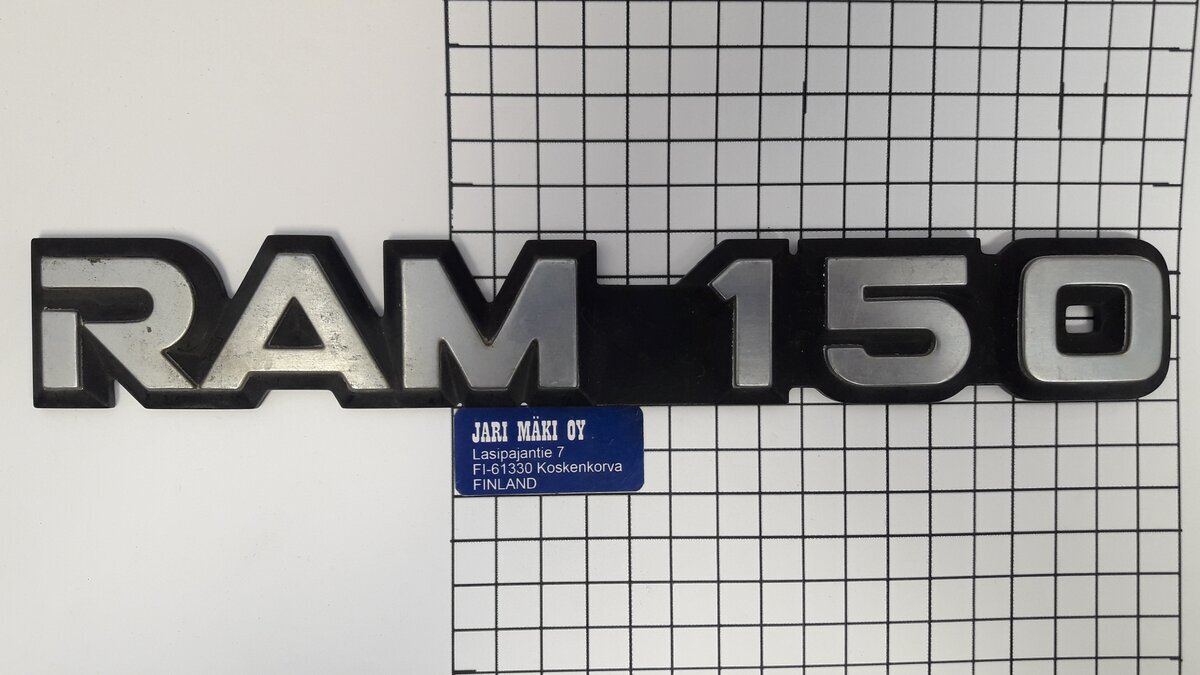 RAM 150
JARI MÄKI OY
Lasipajantie 7
FI-61330 Koskenkorva
FINLAND